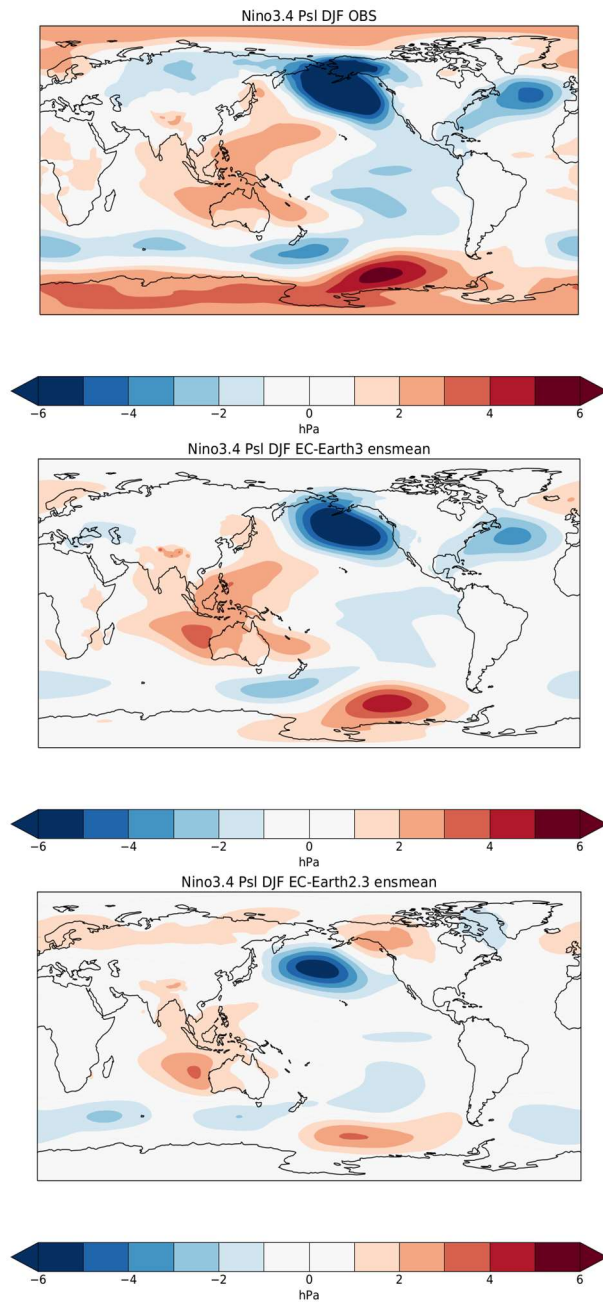 Nino3.4 Psl DJF OBS
−6 −4 −2 0 2 4 6
hPa
Nino3.4 Psl DJF EC-Earth3 ensmean
−6 −4 −2 0 2 4 6
hPa
Nino3.4 Psl DJF EC-Earth2.3 ensmean
−6 −4 −2 0 2 4 6
hPa